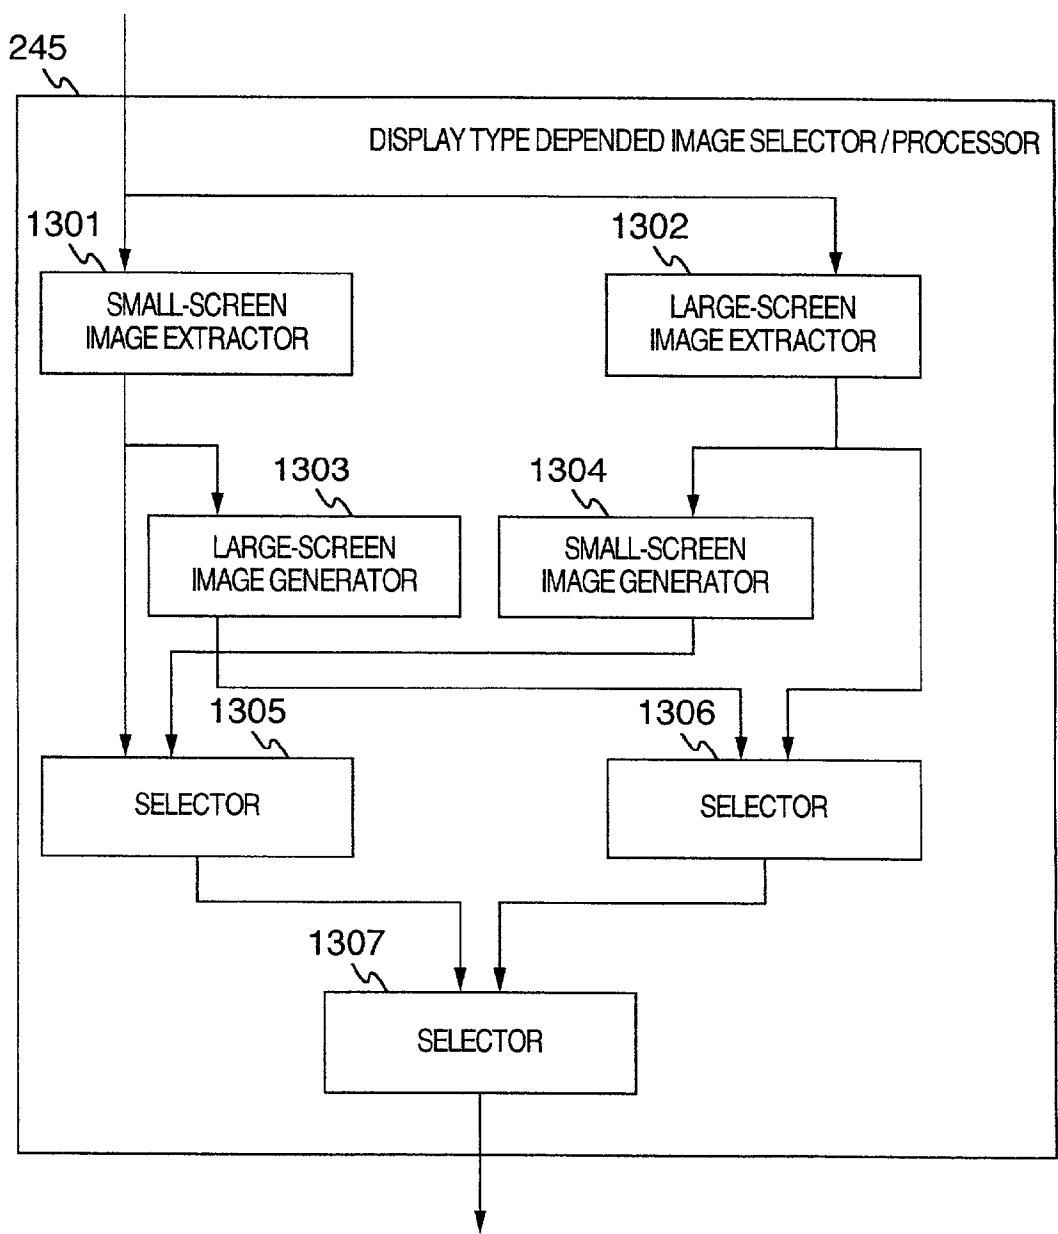 245
DISPLAY TYPE DEPENDED IMAGE SELECTOR / PROCESSOR
1301
1302
SMALL-SCREEN
IMAGE EXTRACTOR
LARGE-SCREEN
IMAGE EXTRACTOR
1303
1304
LARGE-SCREEN
IMAGE GENERATOR
SMALL-SCREEN
IMAGE GENERATOR
1305
1306
SELECTOR
SELECTOR
1307
SELECTOR